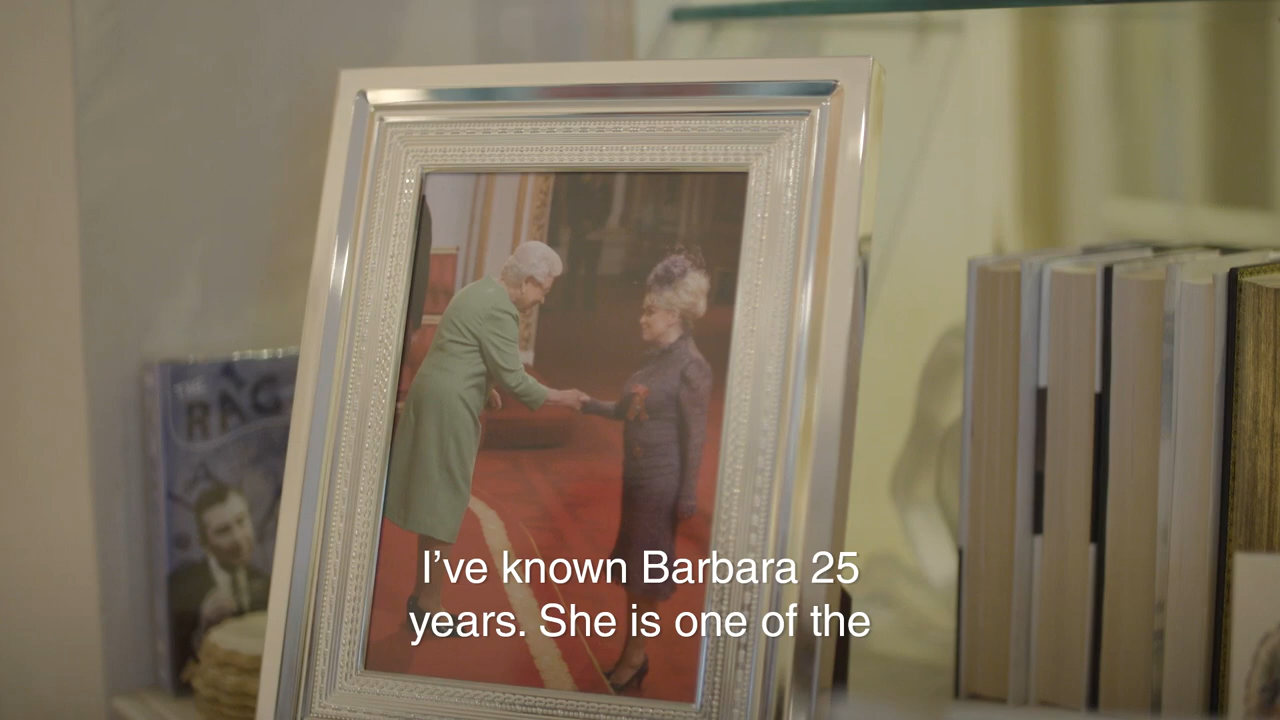 THE
RAG
I’ve known Barbara 25
years. She is one of the